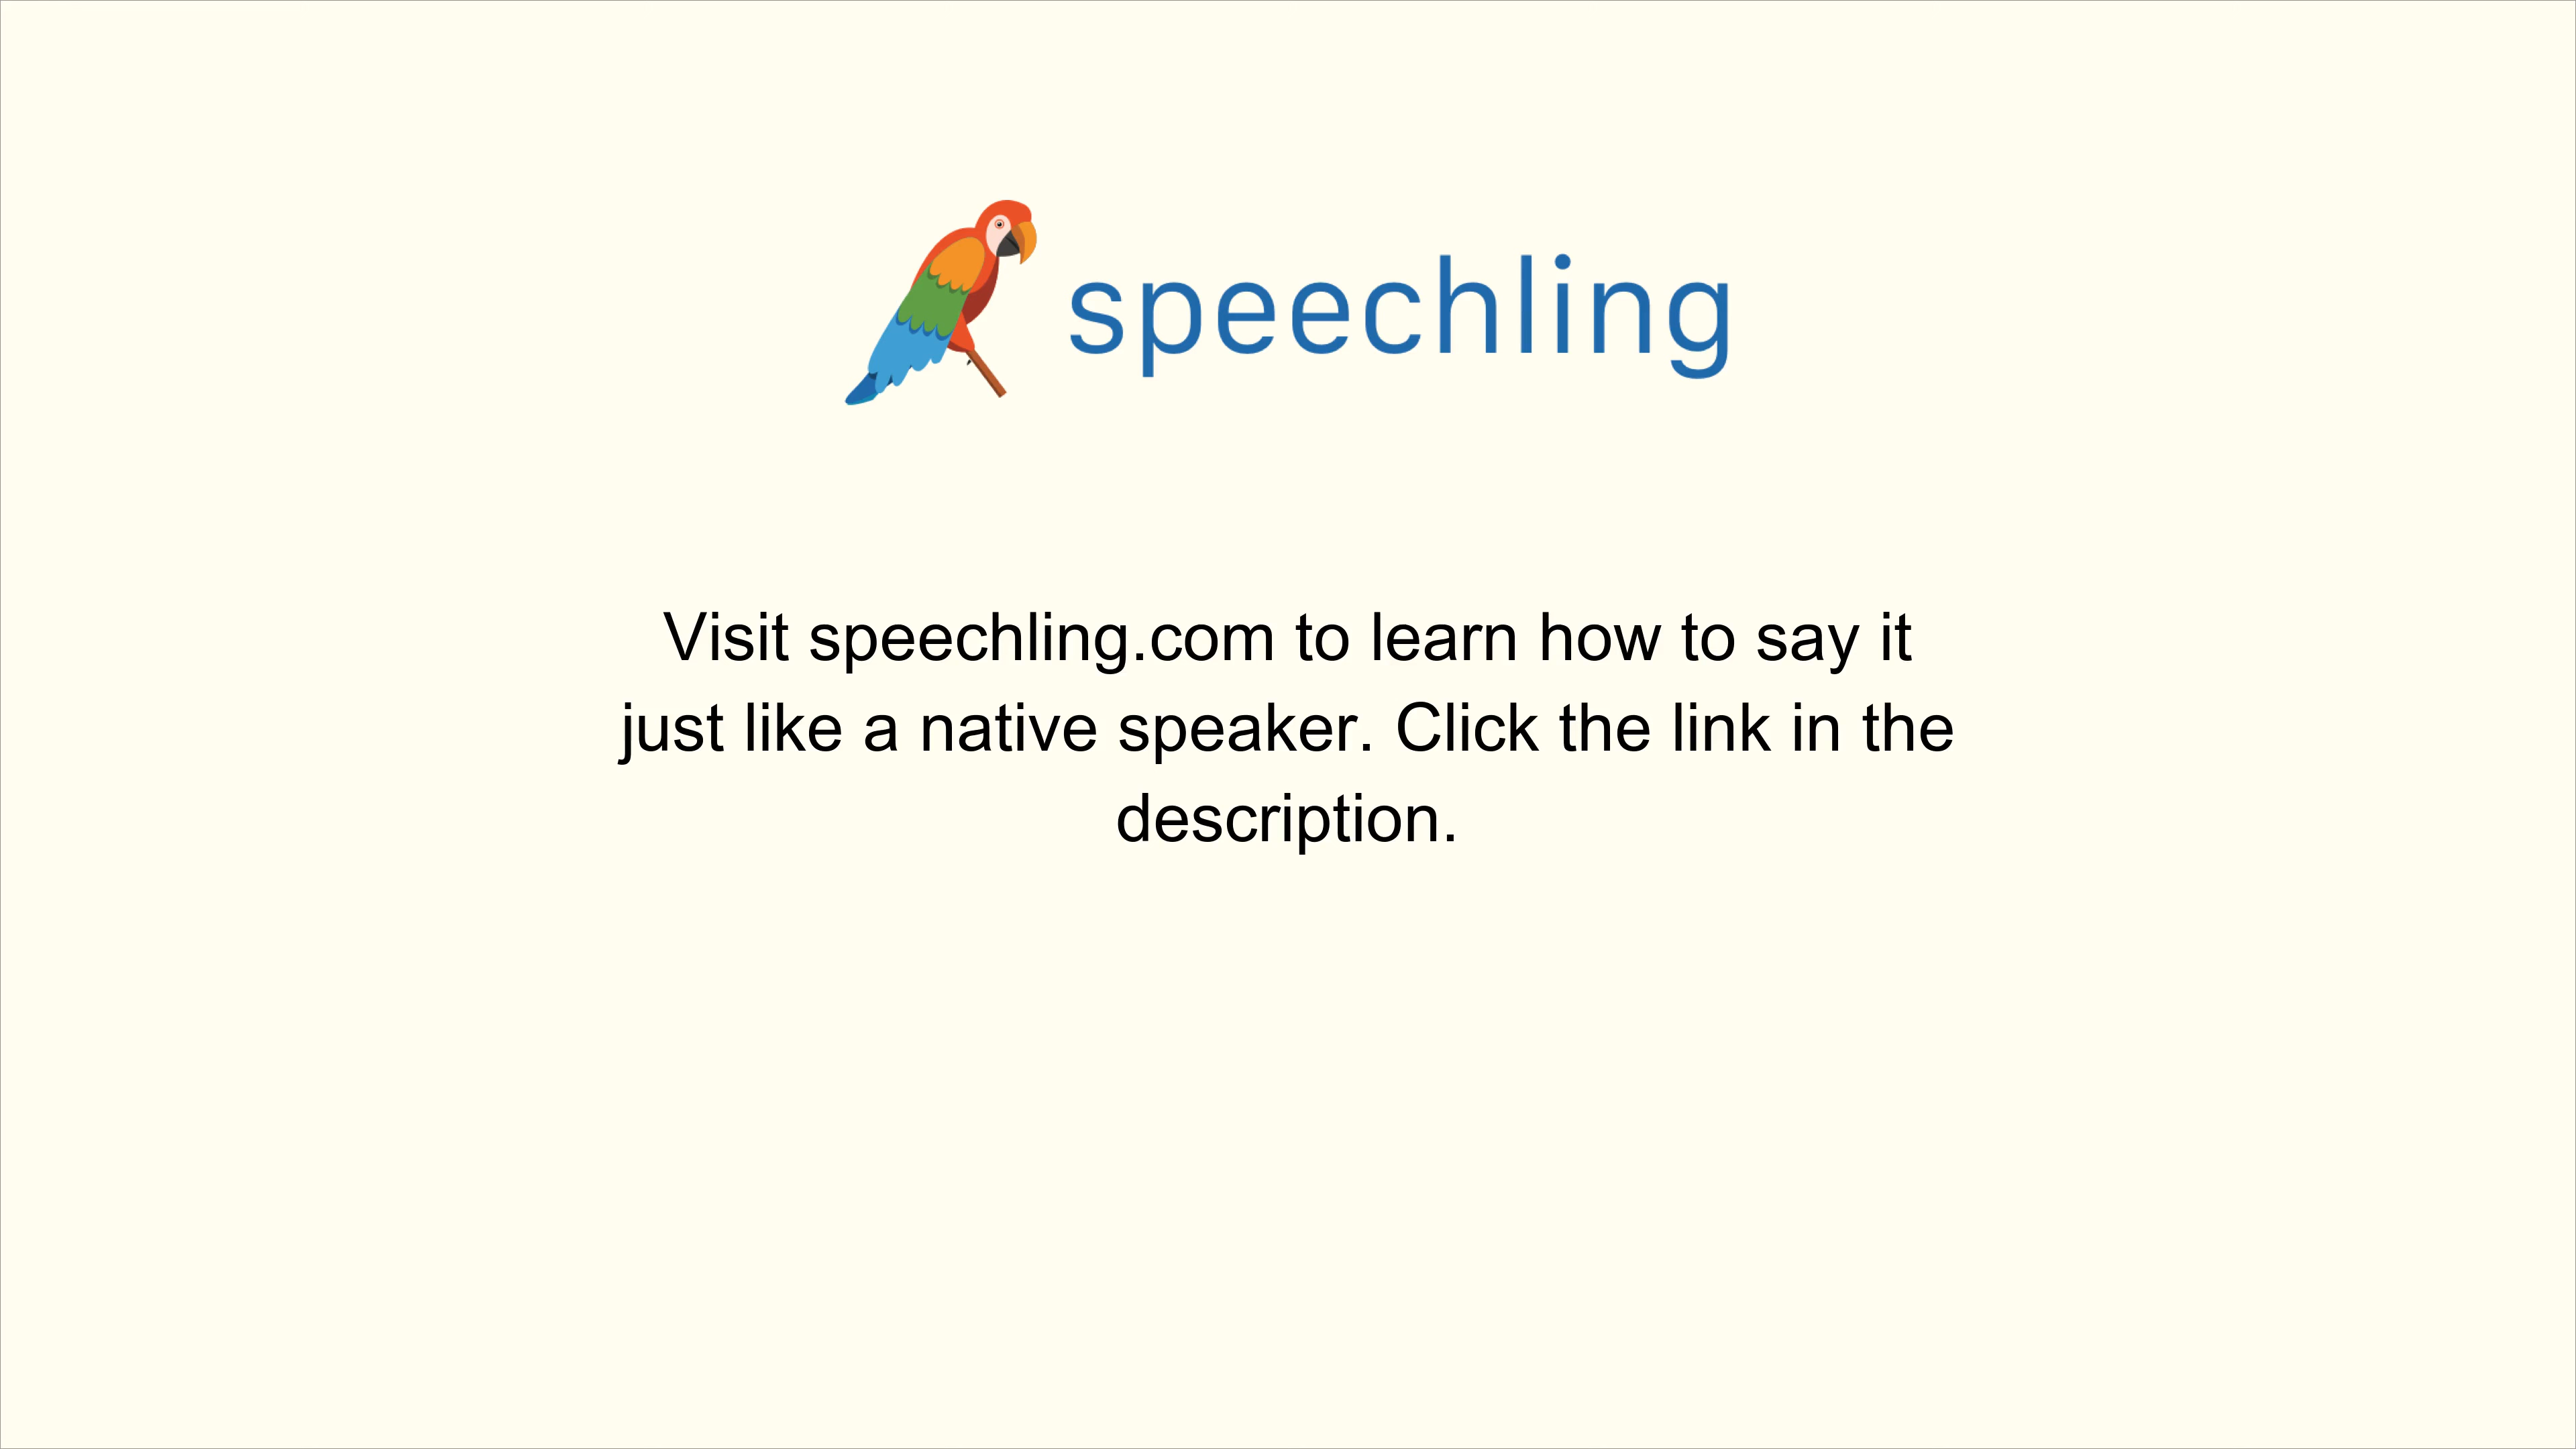 speechling
Visit speechling.com to learn how to say it
just like a native speaker. Click the link in the
description.